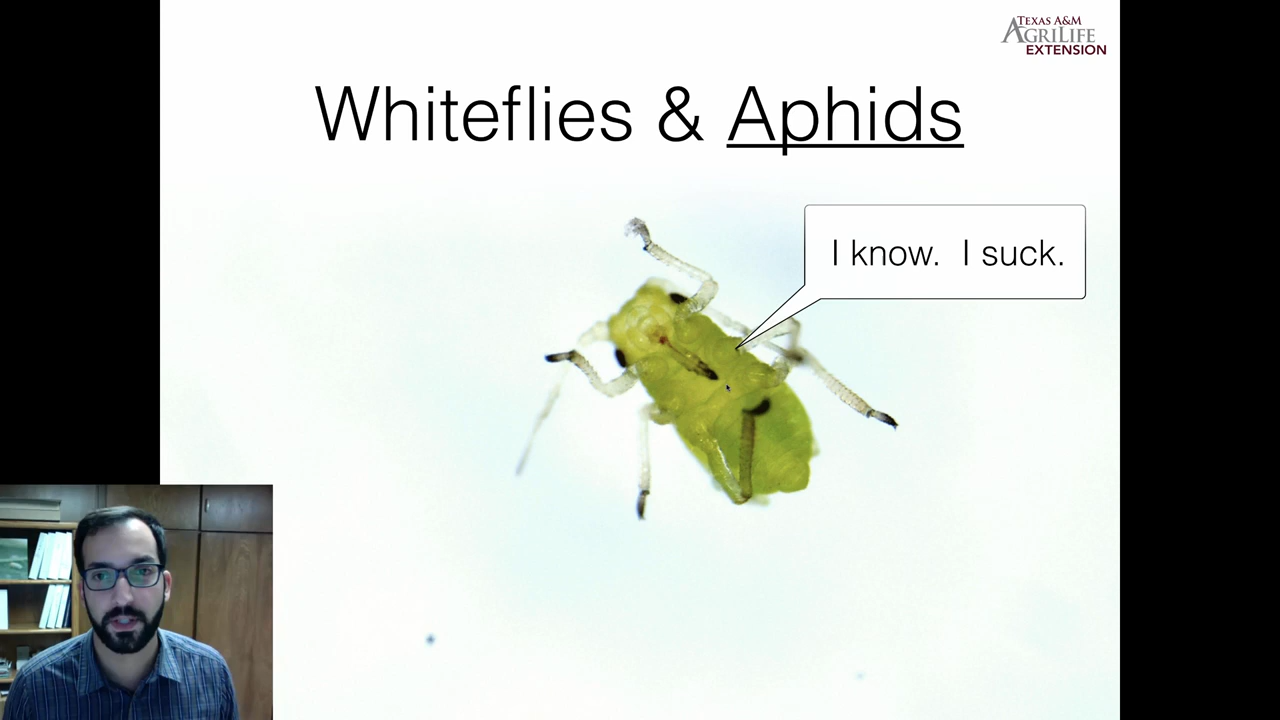 TEXAS A&M
AGRILIFE
EXTENSION
Whiteflies & Aphids
I know.  I suck.